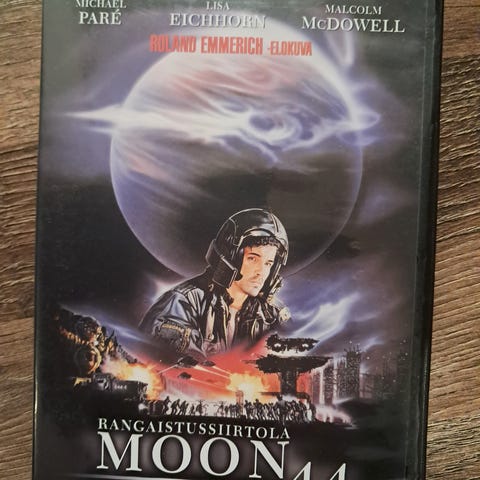 MICHAEL LISA MALCOLM
PARÉ EICHHORN McDOWELL
ROLAND EMMERICH -ELOKUVA
RANGAISTUSSIIRTOLA
MOON 44